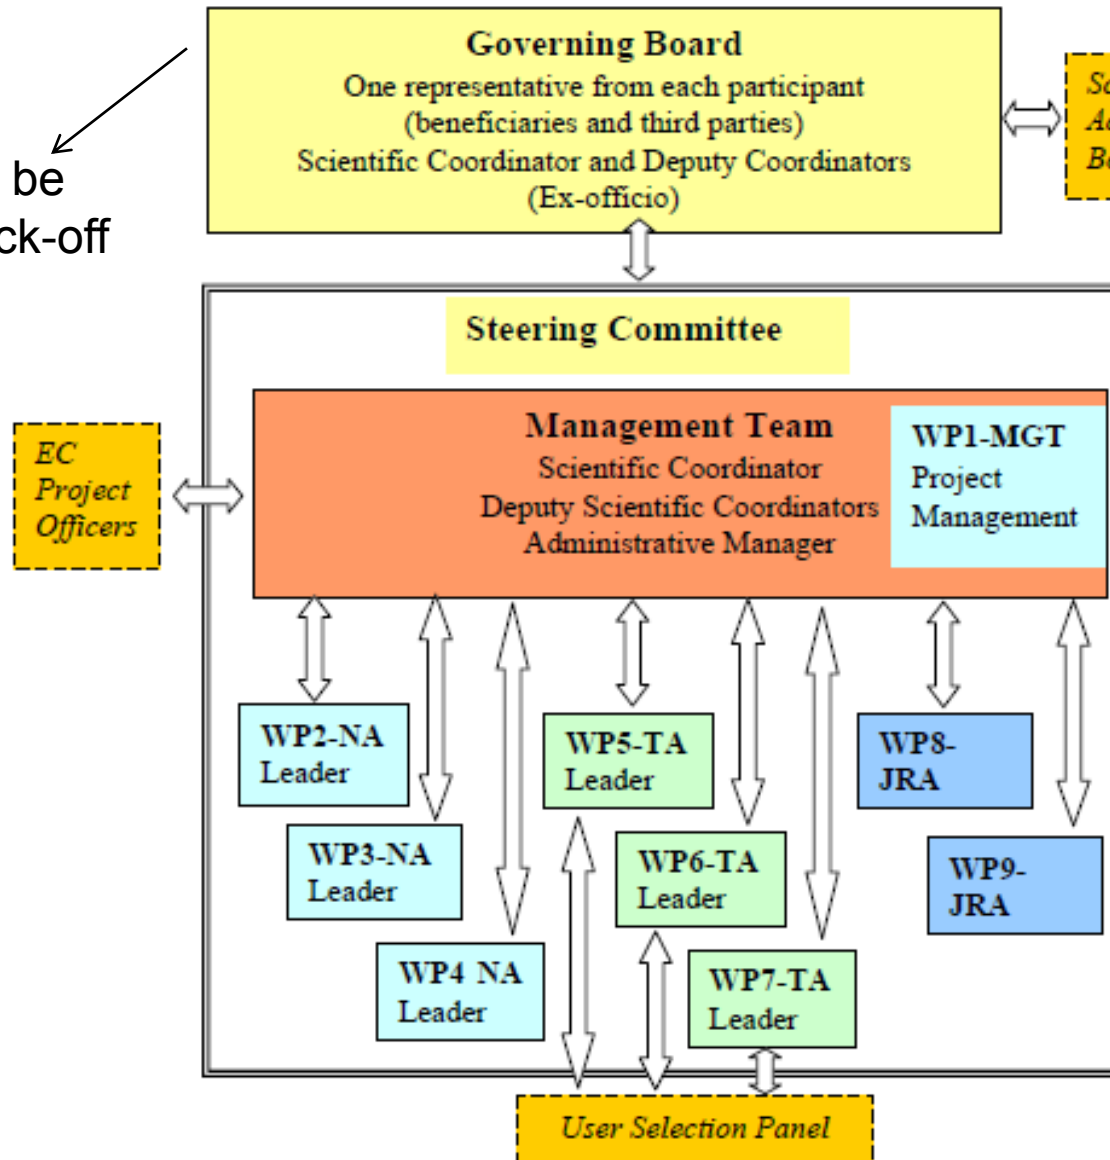 Governing Board
One representative from each participant
(beneficiaries and third parties)
Scientific Coordinator and Deputy Coordinators
(Ex-officio)
be
ck-off
Steering Committee
Management Team
Scientific Coordinator
Deputy Scientific Coordinators
Administrative Manager
WP1-MGT
Project
Management
EC
Project
Officers
WP2-NA
Leader
WP3-NA
Leader
WP4 NA
Leader
WP5-TA
Leader
WP6-TA
Leader
WP7-TA
Leader
WP8-
JRA
WP9-
JRA
User Selection Panel